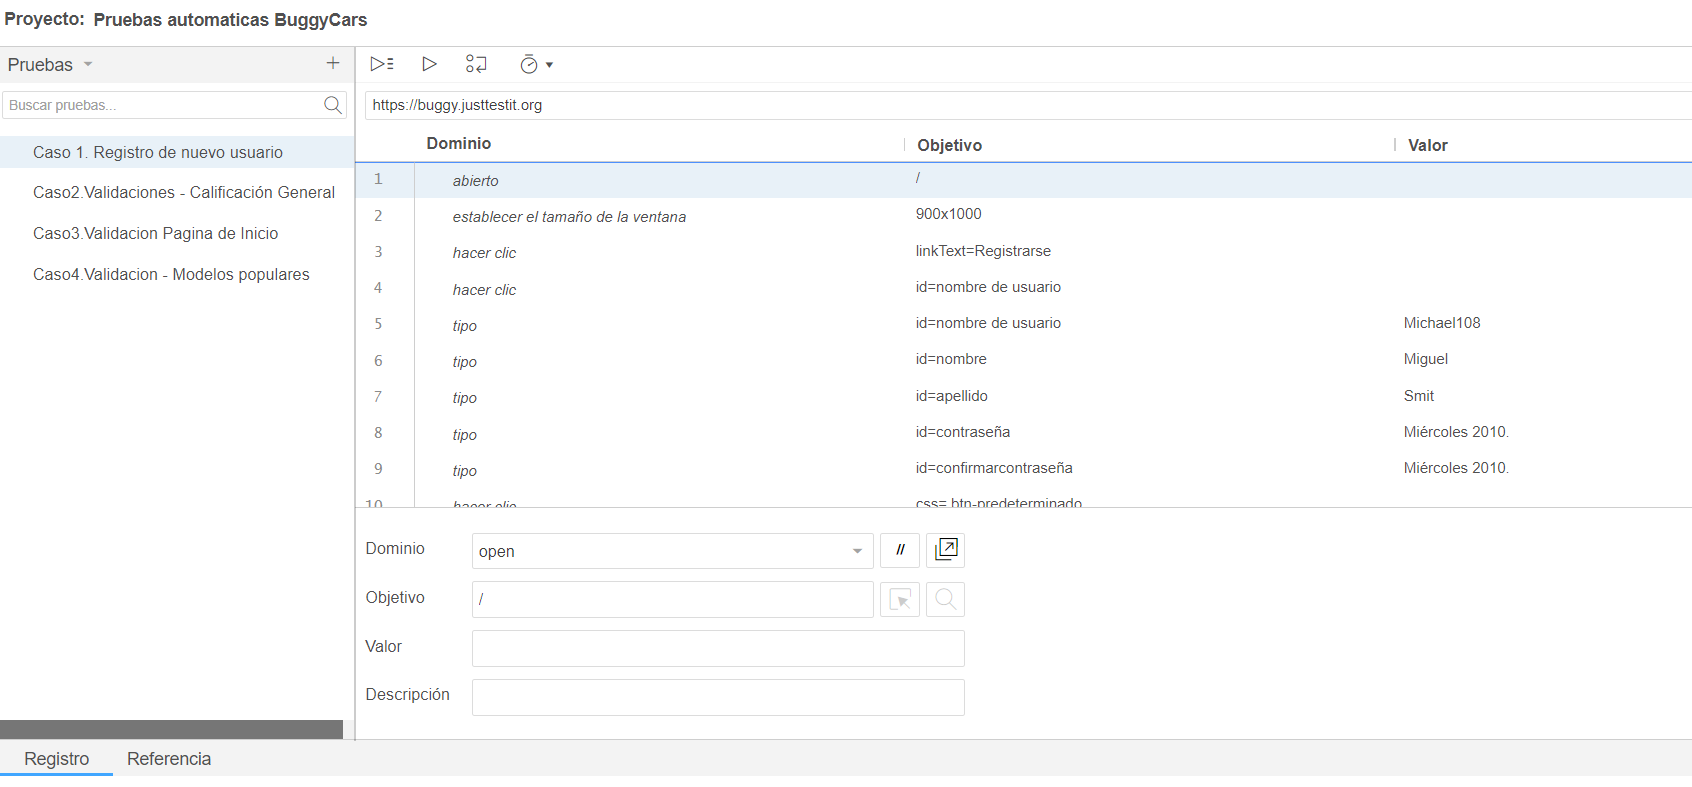 Proyecto: Pruebas automaticas BuggyCars
Pruebas
Buscar pruebas...
Caso 1. Registro de nuevo usuario
Caso2.Validaciones - Calificación General
Caso3.Validacion Pagina de Inicio
Caso4.Validacion - Modelos populares
https://buggy.justtestit.org
Dominio Objetivo Valor
1 abierto /
2 establecer el tamaño de la ventana 900x1000
3 hacer clic linkText=Registrarse
4 hacer clic id=nombre de usuario
5 tipo id=nombre de usuario Michael108
6 tipo id=nombre Miguel
7 tipo id=apellido Smit
8 tipo id=contraseña Miércoles 2010.
9 tipo id=confirmarcontraseña Miércoles 2010.
10 hacer clic css=.btn-predeterminado
Dominio open //
Objetivo /
Valor
Descripción
Registro Referencia